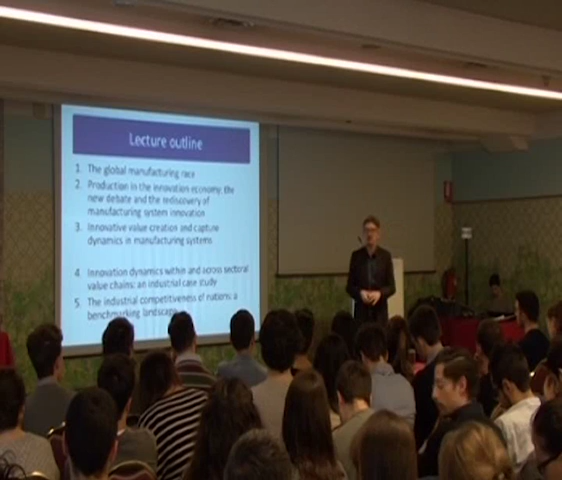 Lecture outline
1. The global manufacturing race
2. Production in the innovation economy: the
new debate and the rediscovery of
manufacturing system innovation
3. Innovative value creation and capture
dynamics in manufacturing systems
4. Innovation dynamics within and across sectoral
value chains: an industrial case study
5. The industrial competitiveness of nations: a
benchmarking landscape